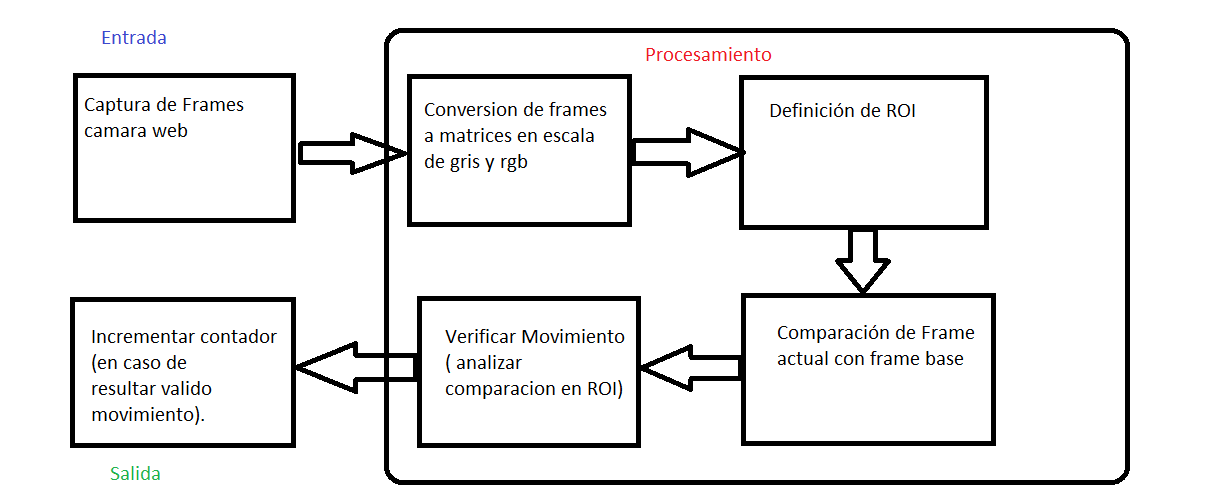 Entrada
Procesamiento
Captura de Frames
camara web
Conversion de frames
a matrices en escala
de gris y rgb
Definición de ROI
Comparación de Frame
actual con frame base
Verificar Movimiento
( analizar
comparacion en ROI)
Incrementar contador
(en caso de
resultar valido
movimiento).
Salida